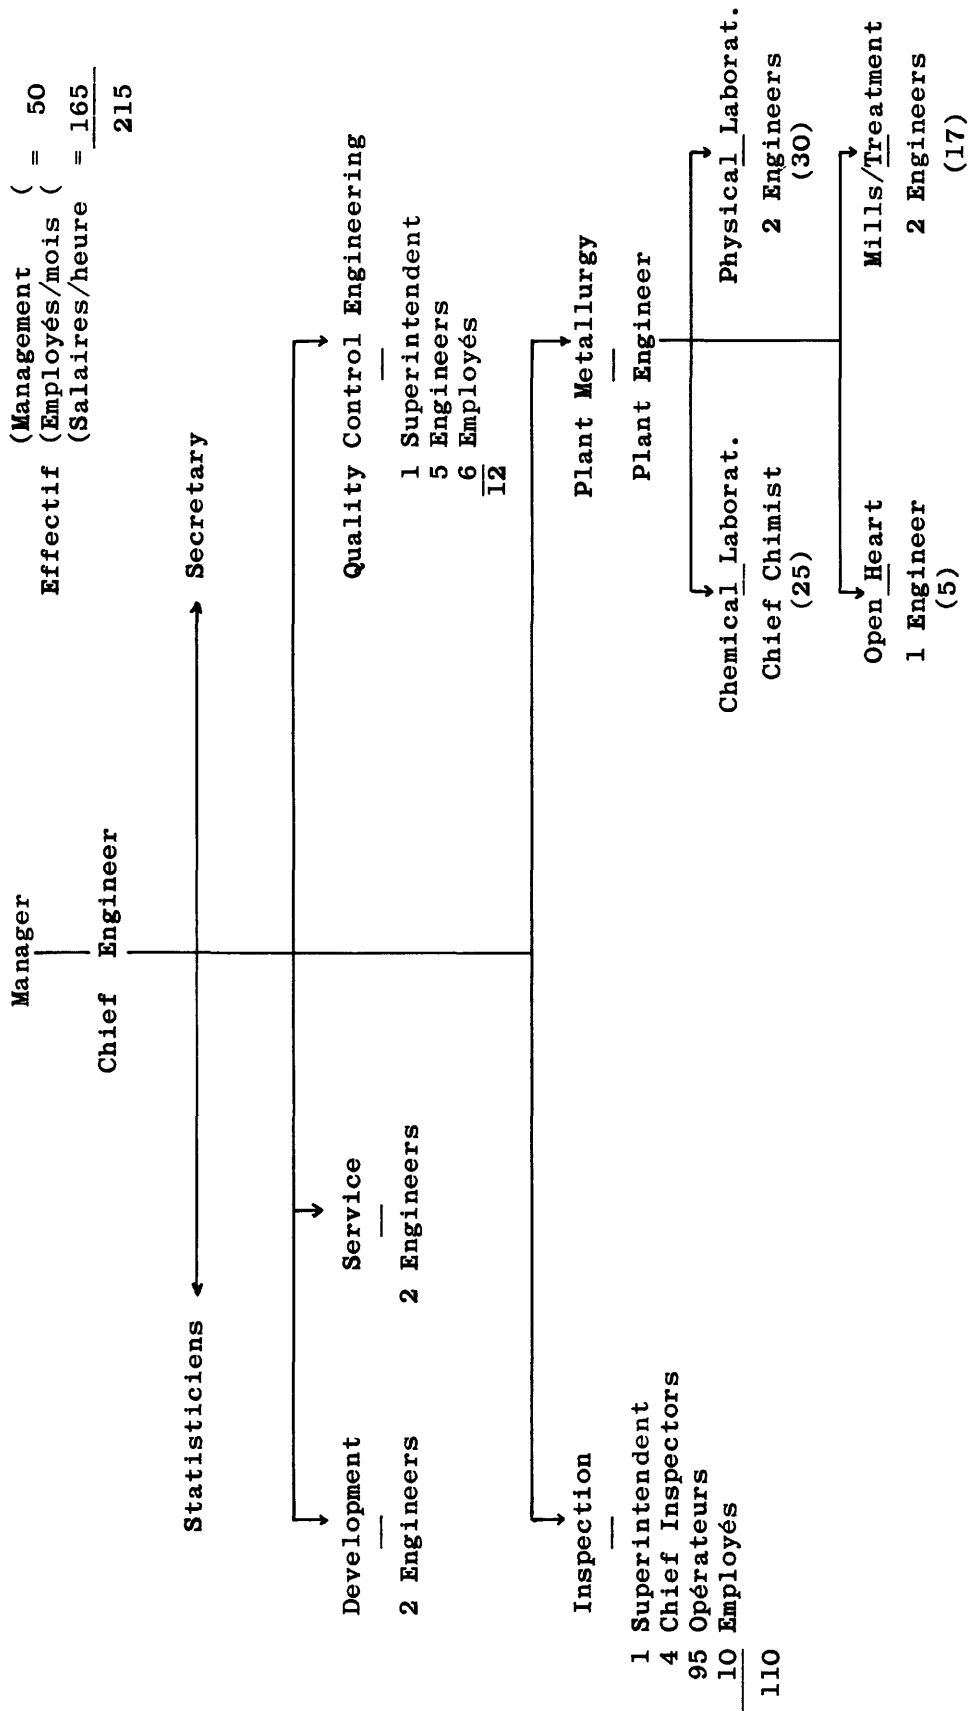 Manager
Chief Engineer
Effectif (Management ( = 50
(Employés/mois (
(Salaires/heure = 165
215
Statisticiens
Secretary
Development
2 Engineers
Service
2 Engineers
Quality Control Engineering
1 Superintendent
5 Engineers
6 Employés
12
Inspection
1 Superintendent
4 Chief Inspectors
95 Opérateurs
10 Employés
110
Plant Metallurgy
Plant Engineer
Chemical Laborat.
Chief Chimist
(25)
Physical Laborat.
2 Engineers
(30)
Open Heart
1 Engineer
(5)
Mills/Treatment
2 Engineers
(17)